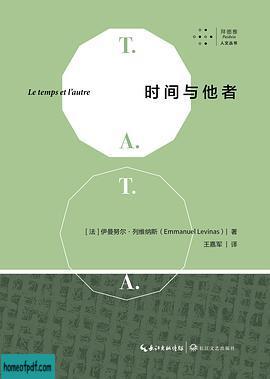 拜德雅
Paideia
人文丛书
T.
Le temps et l'autre
时间与他者
A.
T.
[ 法 ] 伊曼努尔·列维纳斯（Emmanuel Levinas）| 著
王嘉军 | 译
A.
长江出版传媒
长江文艺出版社
homeofpdf.com